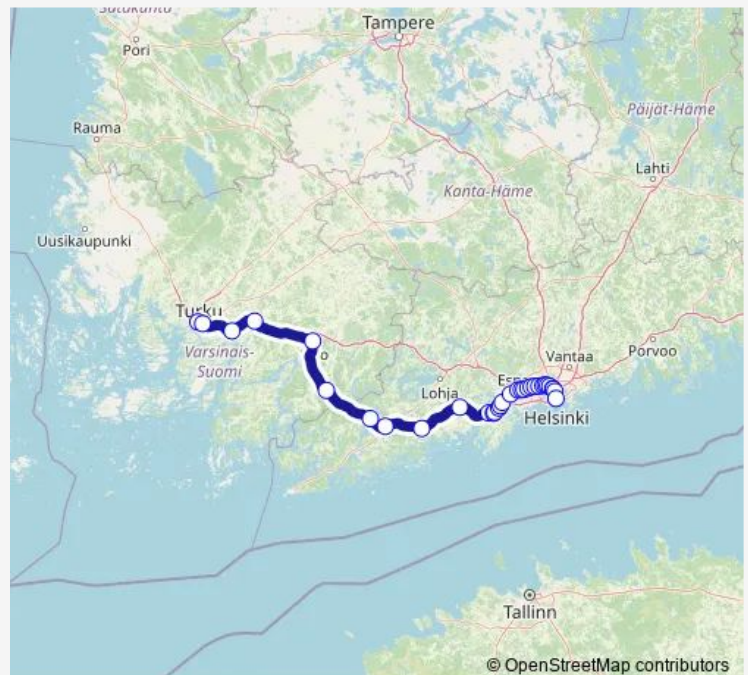 Satakunta
Tampere
Pori
Rauma
Päijät-Häme
Lahti
Kanta-Häme
Uusikaupunki
Turku
Varsinais-
Suomi
Vantaa
Porvoo
Lohja
Helsinki
Tallinn
© OpenStreetMap contributors